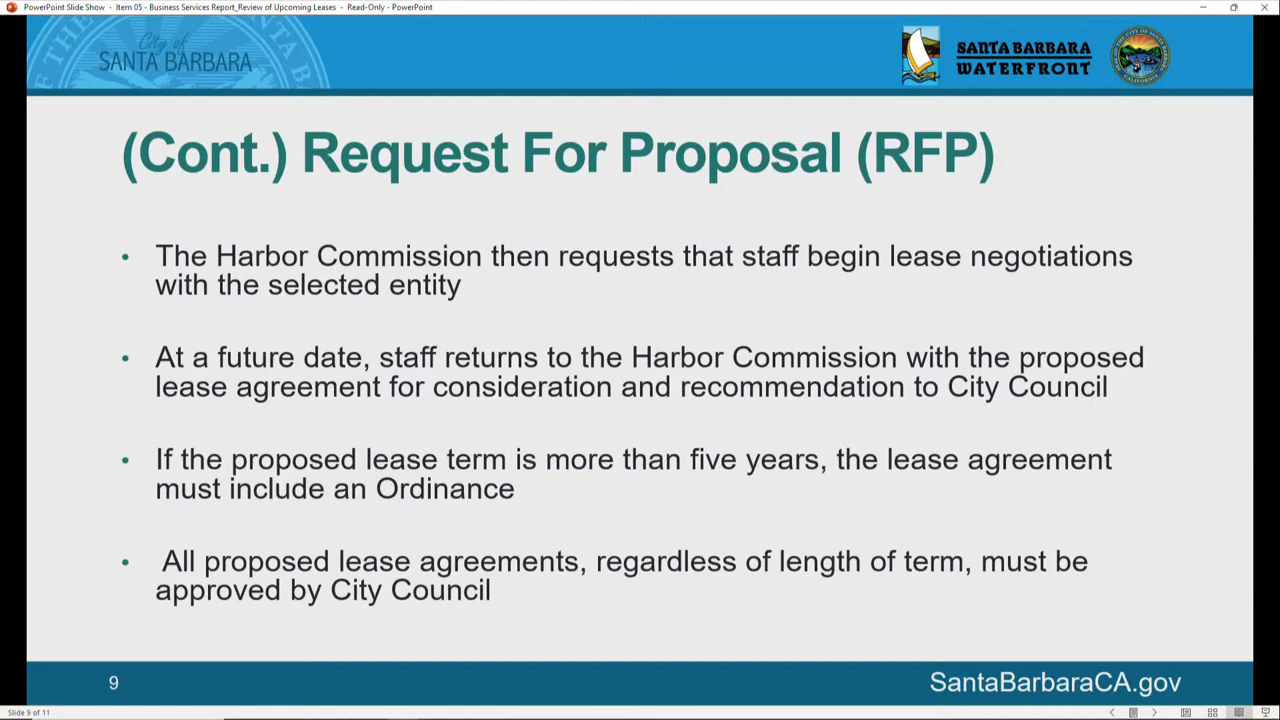 PowerPoint Slide Show - Item 05 - Business Services Report_Review of Upcoming Leases - Read-Only - PowerPoint
City of
SANTA BARBARA
SANTA BARBARA
WATERFRONT
(Cont.) Request For Proposal (RFP)
• The Harbor Commission then requests that staff begin lease negotiations
with the selected entity
• At a future date, staff returns to the Harbor Commission with the proposed
lease agreement for consideration and recommendation to City Council
• If the proposed lease term is more than five years, the lease agreement
must include an Ordinance
• All proposed lease agreements, regardless of length of term, must be
approved by City Council
9
SantaBarbaraCA.gov
Slide 9 of 11